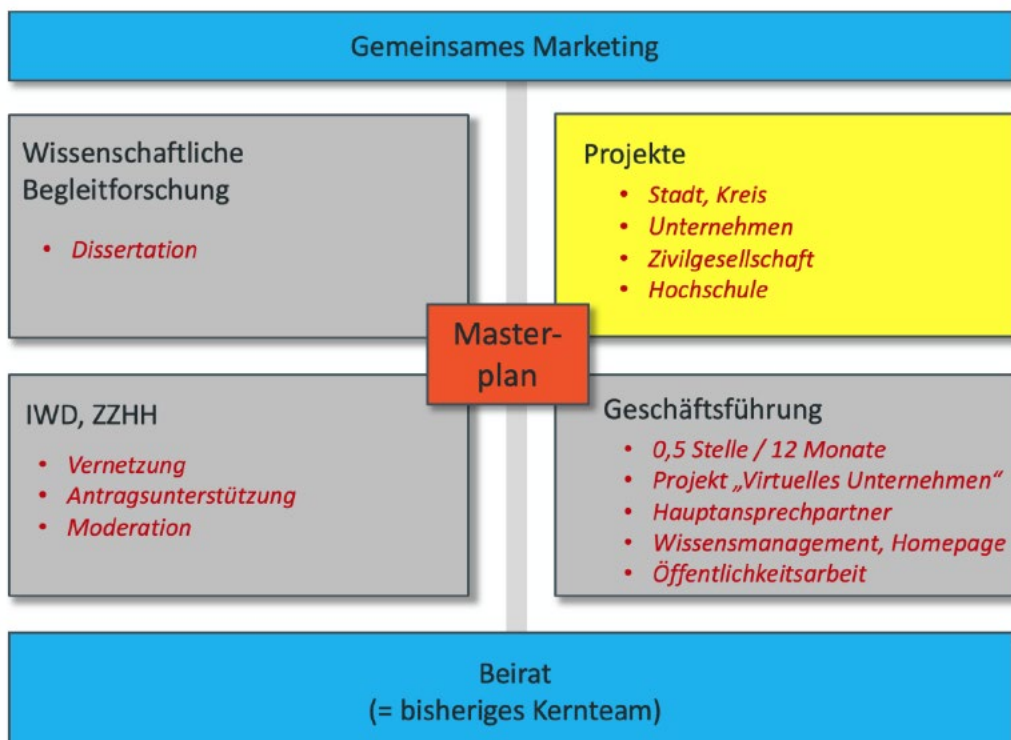 Gemeinsames Marketing
Wissenschaftliche
Begleitforschung
• Dissertation
Projekte
• Stadt, Kreis
• Unternehmen
• Zivilgesellschaft
• Hochschule
Master-
plan
IWD, ZZHH
• Vernetzung
• Antragsunterstützung
• Moderation
Geschäftsführung
• 0,5 Stelle / 12 Monate
• Projekt „Virtuelles Unternehmen“
• Hauptansprechpartner
• Wissensmanagement, Homepage
• Öffentlichkeitsarbeit
Beirat
(= bisheriges Kernteam)